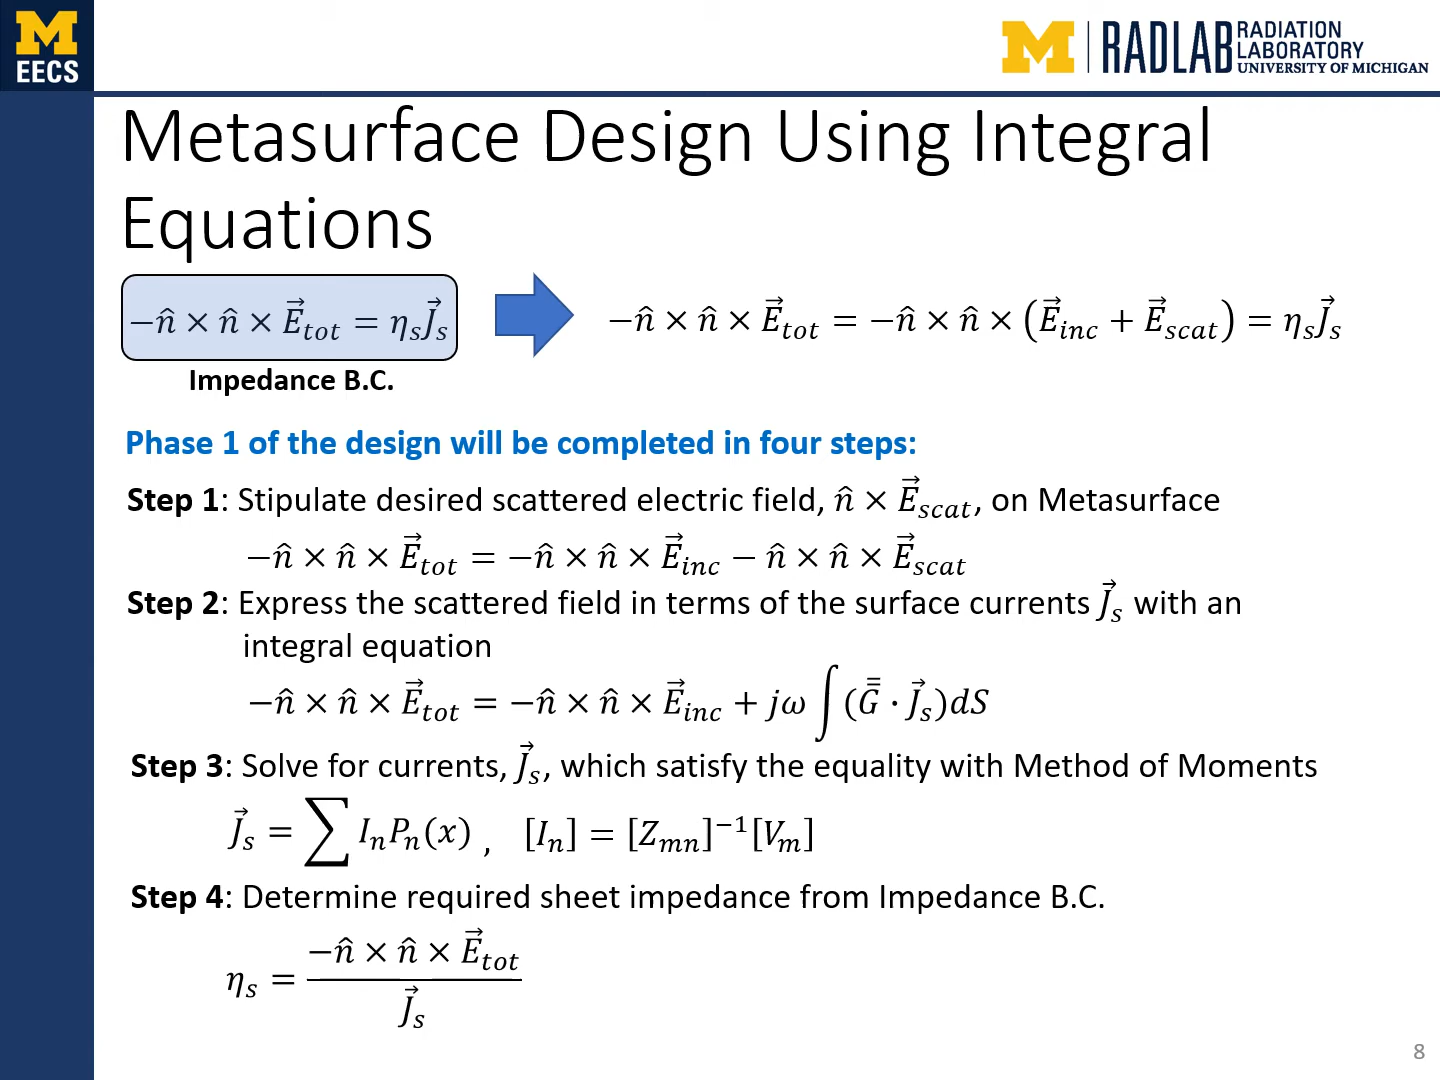 M
EECS
M | RADLAB RADIATION LABORATORY UNIVERSITY OF MICHIGAN
Metasurface Design Using Integral
Equations
−n̂ × n̂ × E⃗_tot = η_s J⃗_s
−n̂ × n̂ × E⃗_tot = −n̂ × n̂ × (E⃗_inc + E⃗_scat) = η_s J⃗_s
Impedance B.C.
Phase 1 of the design will be completed in four steps:
Step 1: Stipulate desired scattered electric field, n̂ × E⃗_scat, on Metasurface
−n̂ × n̂ × E⃗_tot = −n̂ × n̂ × E⃗_inc − n̂ × n̂ × E⃗_scat
Step 2: Express the scattered field in terms of the surface currents J⃗_s with an
integral equation
−n̂ × n̂ × E⃗_tot = −n̂ × n̂ × E⃗_inc + jω ∫(G̿ · J⃗_s)dS
Step 3: Solve for currents, J⃗_s, which satisfy the equality with Method of Moments
J⃗_s = ∑ I_n P_n(x) , [I_n] = [Z_mn]⁻¹[V_m]
Step 4: Determine required sheet impedance from Impedance B.C.
η_s = (−n̂ × n̂ × E⃗_tot) / J⃗_s
8